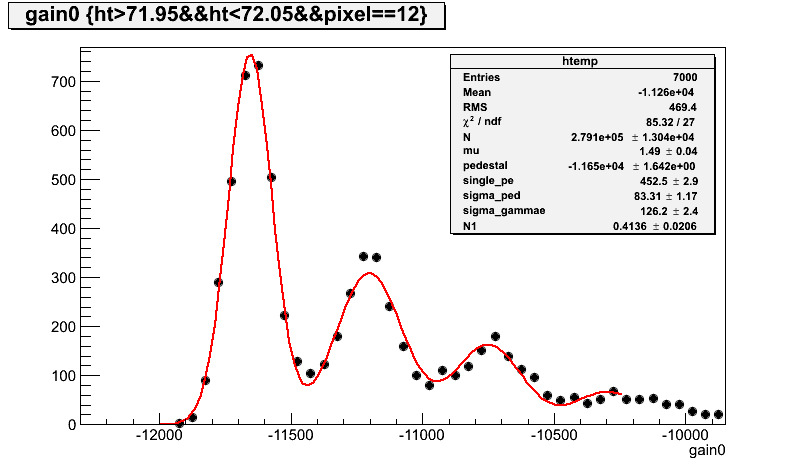 gain0 {ht>71.95&&ht<72.05&&pixel==12}
htemp
Entries 7000
Mean -1.126e+04
RMS 469.4
χ² / ndf 85.32 / 27
N 2.791e+05 ± 1.304e+04
mu 1.49 ± 0.04
pedestal -1.165e+04 ± 1.642e+00
single_pe 452.5 ± 2.9
sigma_ped 83.31 ± 1.17
sigma_gammae 126.2 ± 2.4
N1 0.4136 ± 0.0206
700
600
500
400
300
200
100
0
-12000 -11500 -11000 -10500 -10000
gain0